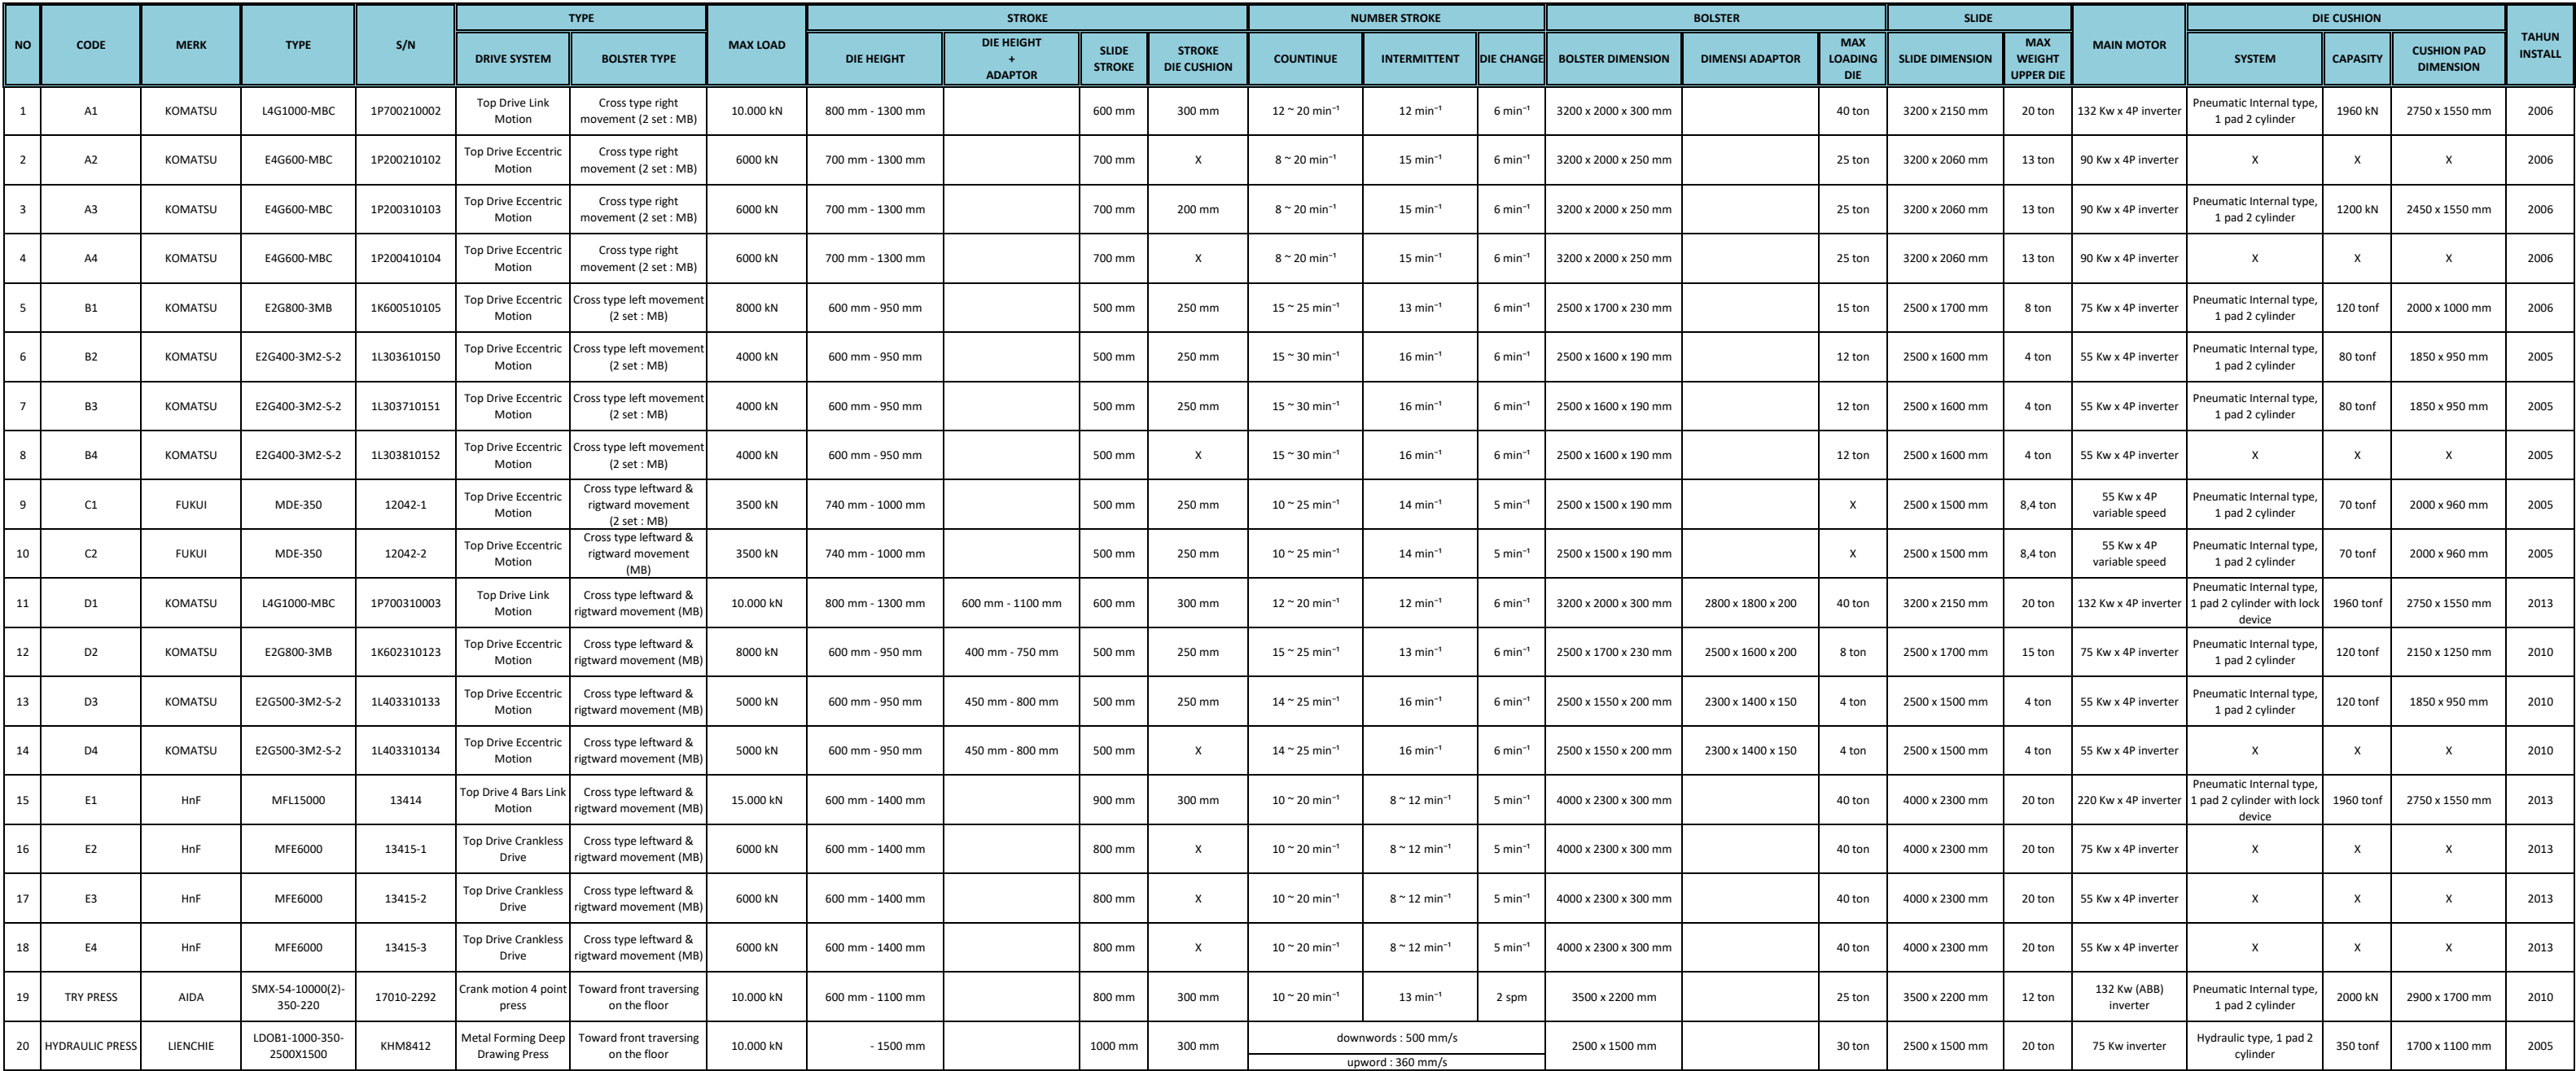 NO CODE MERK TYPE S/N TYPE MAX LOAD STROKE NUMBER STROKE BOLSTER SLIDE MAIN MOTOR DIE CUSHION TAHUN INSTALL
DRIVE SYSTEM BOLSTER TYPE DIE HEIGHT DIE HEIGHT + ADAPTOR SLIDE STROKE STROKE DIE CUSHION COUNTINUE INTERMITTENT DIE CHANGE BOLSTER DIMENSION DIMENSI ADAPTOR MAX LOADING DIE SLIDE DIMENSION MAX WEIGHT UPPER DIE SYSTEM CAPASITY CUSHION PAD DIMENSION
1 A1 KOMATSU L4G1000-MBC 1P700210002 Top Drive Link Motion Cross type right movement (2 set : MB) 10.000 kN 800 mm - 1300 mm 600 mm 300 mm 12 ~ 20 min⁻¹ 12 min⁻¹ 6 min⁻¹ 3200 x 2000 x 300 mm 40 ton 3200 x 2150 mm 20 ton 132 Kw x 4P inverter Pneumatic Internal type, 1 pad 2 cylinder 1960 kN 2750 x 1550 mm 2006
2 A2 KOMATSU E4G600-MBC 1P200210102 Top Drive Eccentric Motion Cross type right movement (2 set : MB) 6000 kN 700 mm - 1300 mm 700 mm X 8 ~ 20 min⁻¹ 15 min⁻¹ 6 min⁻¹ 3200 x 2000 x 250 mm 25 ton 3200 x 2060 mm 13 ton 90 Kw x 4P inverter X X X 2006
3 A3 KOMATSU E4G600-MBC 1P200310103 Top Drive Eccentric Motion Cross type right movement (2 set : MB) 6000 kN 700 mm - 1300 mm 700 mm 200 mm 8 ~ 20 min⁻¹ 15 min⁻¹ 6 min⁻¹ 3200 x 2000 x 250 mm 25 ton 3200 x 2060 mm 13 ton 90 Kw x 4P inverter Pneumatic Internal type, 1 pad 2 cylinder 1200 kN 2450 x 1550 mm 2006
4 A4 KOMATSU E4G600-MBC 1P200410104 Top Drive Eccentric Motion Cross type right movement (2 set : MB) 6000 kN 700 mm - 1300 mm 700 mm X 8 ~ 20 min⁻¹ 15 min⁻¹ 6 min⁻¹ 3200 x 2000 x 250 mm 25 ton 3200 x 2060 mm 13 ton 90 Kw x 4P inverter X X X 2006
5 B1 KOMATSU E2G800-3MB 1K600510105 Top Drive Eccentric Motion Cross type left movement (2 set : MB) 8000 kN 600 mm - 950 mm 500 mm 250 mm 15 ~ 25 min⁻¹ 13 min⁻¹ 6 min⁻¹ 2500 x 1700 x 230 mm 15 ton 2500 x 1700 mm 8 ton 75 Kw x 4P inverter Pneumatic Internal type, 1 pad 2 cylinder 120 tonf 2000 x 1000 mm 2006
6 B2 KOMATSU E2G400-3M2-S-2 1L303610150 Top Drive Eccentric Motion Cross type left movement (2 set : MB) 4000 kN 600 mm - 950 mm 500 mm 250 mm 15 ~ 30 min⁻¹ 16 min⁻¹ 6 min⁻¹ 2500 x 1600 x 190 mm 12 ton 2500 x 1600 mm 4 ton 55 Kw x 4P inverter Pneumatic Internal type, 1 pad 2 cylinder 80 tonf 1850 x 950 mm 2005
7 B3 KOMATSU E2G400-3M2-S-2 1L303710151 Top Drive Eccentric Motion Cross type left movement (2 set : MB) 4000 kN 600 mm - 950 mm 500 mm 250 mm 15 ~ 30 min⁻¹ 16 min⁻¹ 6 min⁻¹ 2500 x 1600 x 190 mm 12 ton 2500 x 1600 mm 4 ton 55 Kw x 4P inverter Pneumatic Internal type, 1 pad 2 cylinder 80 tonf 1850 x 950 mm 2005
8 B4 KOMATSU E2G400-3M2-S-2 1L303810152 Top Drive Eccentric Motion Cross type left movement (2 set : MB) 4000 kN 600 mm - 950 mm 500 mm X 15 ~ 30 min⁻¹ 16 min⁻¹ 6 min⁻¹ 2500 x 1600 x 190 mm 12 ton 2500 x 1600 mm 4 ton 55 Kw x 4P inverter X X X 2005
9 C1 FUKUI MDE-350 12042-1 Top Drive Eccentric Motion Cross type leftward & rigtward movement (2 set : MB) 3500 kN 740 mm - 1000 mm 500 mm 250 mm 10 ~ 25 min⁻¹ 14 min⁻¹ 5 min⁻¹ 2500 x 1500 x 190 mm X 2500 x 1500 mm 8,4 ton 55 Kw x 4P variable speed Pneumatic Internal type, 1 pad 2 cylinder 70 tonf 2000 x 960 mm 2005
10 C2 FUKUI MDE-350 12042-2 Top Drive Eccentric Motion Cross type leftward & rigtward movement (MB) 3500 kN 740 mm - 1000 mm 500 mm 250 mm 10 ~ 25 min⁻¹ 14 min⁻¹ 5 min⁻¹ 2500 x 1500 x 190 mm X 2500 x 1500 mm 8,4 ton 55 Kw x 4P variable speed Pneumatic Internal type, 1 pad 2 cylinder 70 tonf 2000 x 960 mm 2005
11 D1 KOMATSU L4G1000-MBC 1P700310003 Top Drive Link Motion Cross type leftward & rigtward movement (MB) 10.000 kN 800 mm - 1300 mm 600 mm - 1100 mm 600 mm 300 mm 12 ~ 20 min⁻¹ 12 min⁻¹ 6 min⁻¹ 3200 x 2000 x 300 mm 2800 x 1800 x 200 40 ton 3200 x 2150 mm 20 ton 132 Kw x 4P inverter Pneumatic Internal type, 1 pad 2 cylinder with lock device 1960 tonf 2750 x 1550 mm 2013
12 D2 KOMATSU E2G800-3MB 1K602310123 Top Drive Eccentric Motion Cross type leftward & rigtward movement (MB) 8000 kN 600 mm - 950 mm 400 mm - 750 mm 500 mm 250 mm 15 ~ 25 min⁻¹ 13 min⁻¹ 6 min⁻¹ 2500 x 1700 x 230 mm 2500 x 1600 x 200 8 ton 2500 x 1700 mm 15 ton 75 Kw x 4P inverter Pneumatic Internal type, 1 pad 2 cylinder 120 tonf 2150 x 1250 mm 2010
13 D3 KOMATSU E2G500-3M2-S-2 1L403310133 Top Drive Eccentric Motion Cross type leftward & rigtward movement (MB) 5000 kN 600 mm - 950 mm 450 mm - 800 mm 500 mm 250 mm 14 ~ 25 min⁻¹ 16 min⁻¹ 6 min⁻¹ 2500 x 1550 x 200 mm 2300 x 1400 x 150 4 ton 2500 x 1500 mm 4 ton 55 Kw x 4P inverter Pneumatic Internal type, 1 pad 2 cylinder 120 tonf 1850 x 950 mm 2010
14 D4 KOMATSU E2G500-3M2-S-2 1L403310134 Top Drive Eccentric Motion Cross type leftward & rigtward movement (MB) 5000 kN 600 mm - 950 mm 450 mm - 800 mm 500 mm X 14 ~ 25 min⁻¹ 16 min⁻¹ 6 min⁻¹ 2500 x 1550 x 200 mm 2300 x 1400 x 150 4 ton 2500 x 1500 mm 4 ton 55 Kw x 4P inverter X X X 2010
15 E1 HnF MFL15000 13414 Top Drive 4 Bars Link Motion Cross type leftward & rigtward movement (MB) 15.000 kN 600 mm - 1400 mm 900 mm 300 mm 10 ~ 20 min⁻¹ 8 ~ 12 min⁻¹ 5 min⁻¹ 4000 x 2300 x 300 mm 40 ton 4000 x 2300 mm 20 ton 220 Kw x 4P inverter Pneumatic Internal type, 1 pad 2 cylinder with lock device 1960 tonf 2750 x 1550 mm 2013
16 E2 HnF MFE6000 13415-1 Top Drive Crankless Drive Cross type leftward & rigtward movement (MB) 6000 kN 600 mm - 1400 mm 800 mm X 10 ~ 20 min⁻¹ 8 ~ 12 min⁻¹ 5 min⁻¹ 4000 x 2300 x 300 mm 40 ton 4000 x 2300 mm 20 ton 75 Kw x 4P inverter X X X 2013
17 E3 HnF MFE6000 13415-2 Top Drive Crankless Drive Cross type leftward & rigtward movement (MB) 6000 kN 600 mm - 1400 mm 800 mm X 10 ~ 20 min⁻¹ 8 ~ 12 min⁻¹ 5 min⁻¹ 4000 x 2300 x 300 mm 40 ton 4000 x 2300 mm 20 ton 55 Kw x 4P inverter X X X 2013
18 E4 HnF MFE6000 13415-3 Top Drive Crankless Drive Cross type leftward & rigtward movement (MB) 6000 kN 600 mm - 1400 mm 800 mm X 10 ~ 20 min⁻¹ 8 ~ 12 min⁻¹ 5 min⁻¹ 4000 x 2300 x 300 mm 40 ton 4000 x 2300 mm 20 ton 55 Kw x 4P inverter X X X 2013
19 TRY PRESS AIDA SMX-54-10000(2)-350-220 17010-2292 Crank motion 4 point press Toward front traversing on the floor 10.000 kN 600 mm - 1100 mm 800 mm 300 mm 10 ~ 20 min⁻¹ 13 min⁻¹ 2 spm 3500 x 2200 mm 25 ton 3500 x 2200 mm 12 ton 132 Kw (ABB) inverter Pneumatic Internal type, 1 pad 2 cylinder 2000 kN 2900 x 1700 mm 2010
20 HYDRAULIC PRESS LIENCHIE LDOB1-1000-350-2500X1500 KHM8412 Metal Forming Deep Drawing Press Toward front traversing on the floor 10.000 kN - 1500 mm 1000 mm 300 mm downwords : 500 mm/s 2500 x 1500 mm 30 ton 2500 x 1500 mm 20 ton 75 Kw inverter Hydraulic type, 1 pad 2 cylinder 350 tonf 1700 x 1100 mm 2005
upword : 360 mm/s